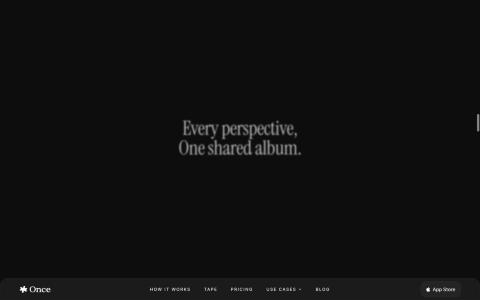 Every perspective,
One shared album.
Once
HOW IT WORKS
TAPE
PRICING
USE CASES
BLOG
App Store